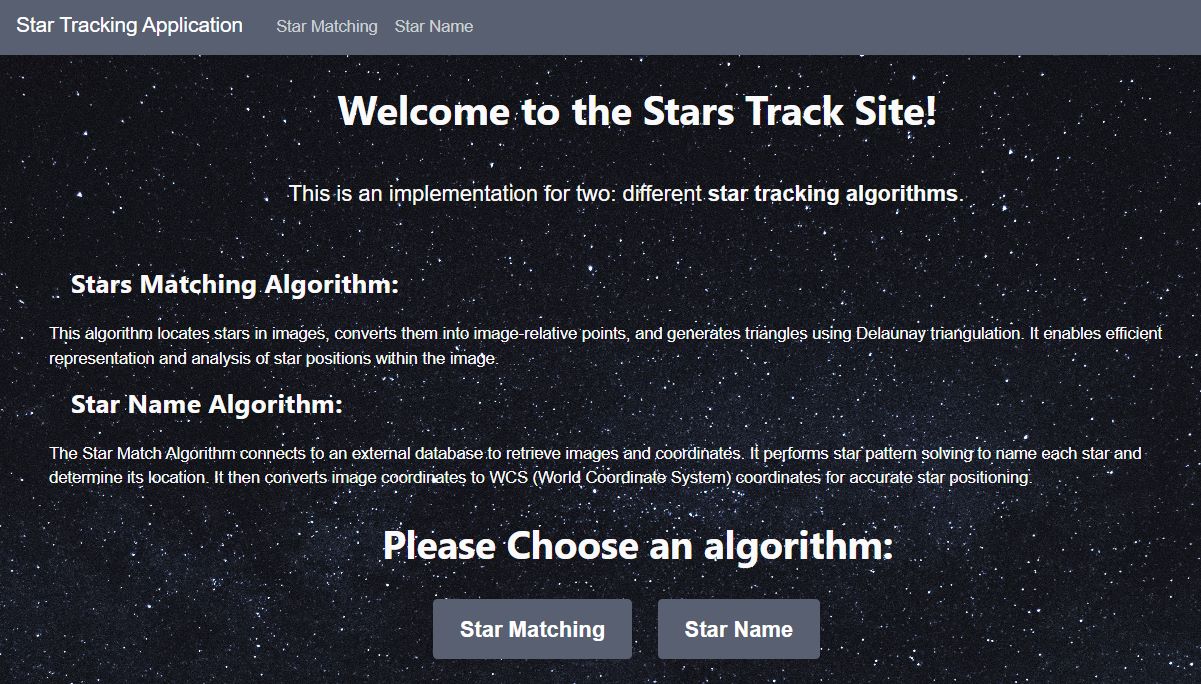 Star Tracking Application Star Matching Star Name
Welcome to the Stars Track Site!
This is an implementation for two: different star tracking algorithms.
Stars Matching Algorithm:
This algorithm locates stars in images, converts them into image-relative points, and generates triangles using Delaunay triangulation. It enables efficient
representation and analysis of star positions within the image.
Star Name Algorithm:
The Star Match Algorithm connects to an external database to retrieve images and coordinates. It performs star pattern solving to name each star and
determine its location. It then converts image coordinates to WCS (World Coordinate System) coordinates for accurate star positioning.
Please Choose an algorithm:
Star Matching Star Name